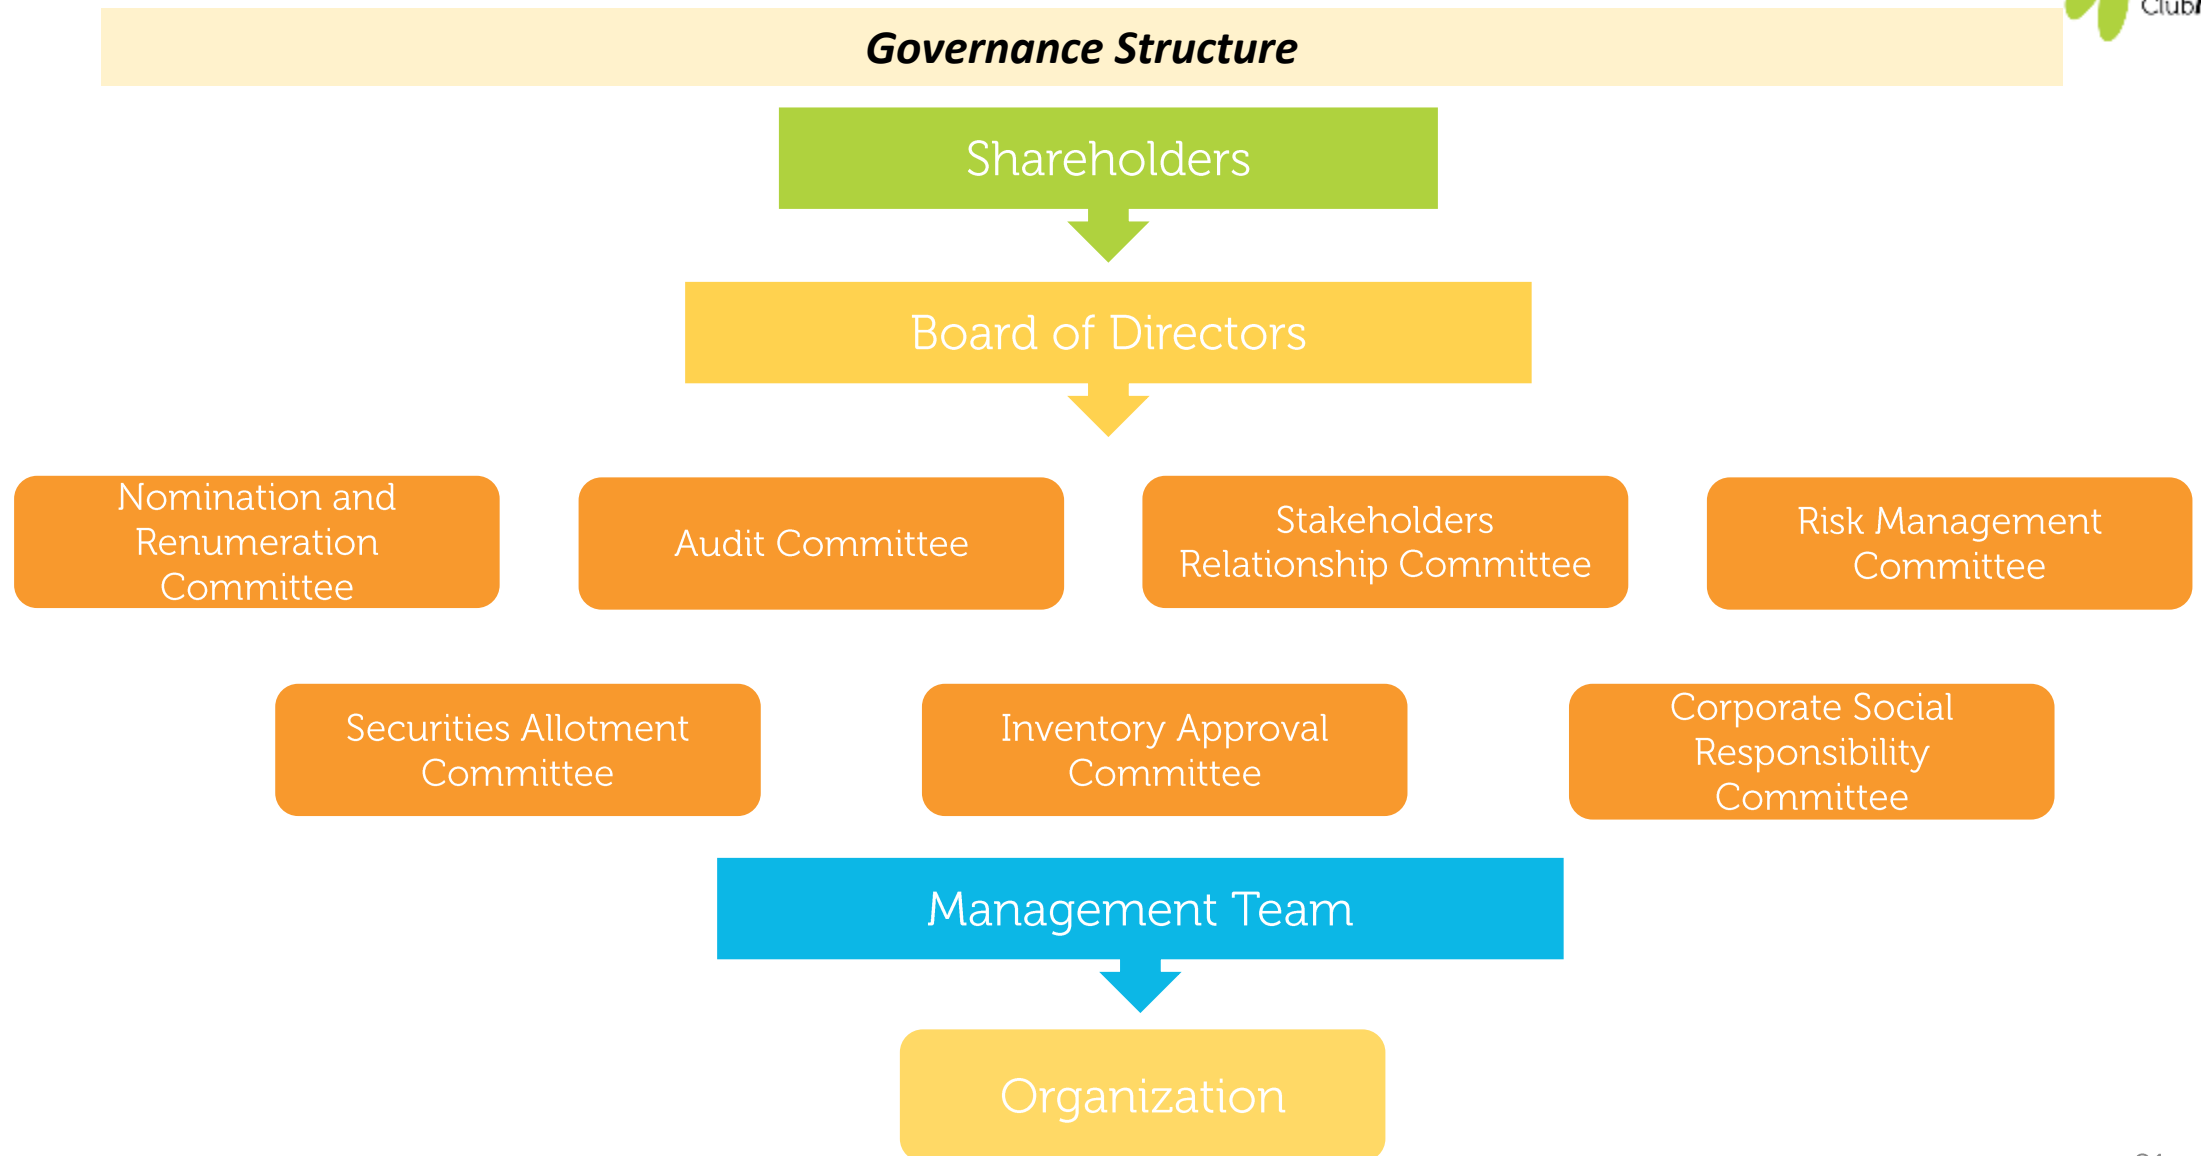 Governance Structure
Shareholders
Board of Directors
Nomination and
Renumeration
Committee
Audit Committee
Stakeholders
Relationship Committee
Risk Management
Committee
Securities Allotment
Committee
Inventory Approval
Committee
Corporate Social
Responsibility
Committee
Management Team
Organization